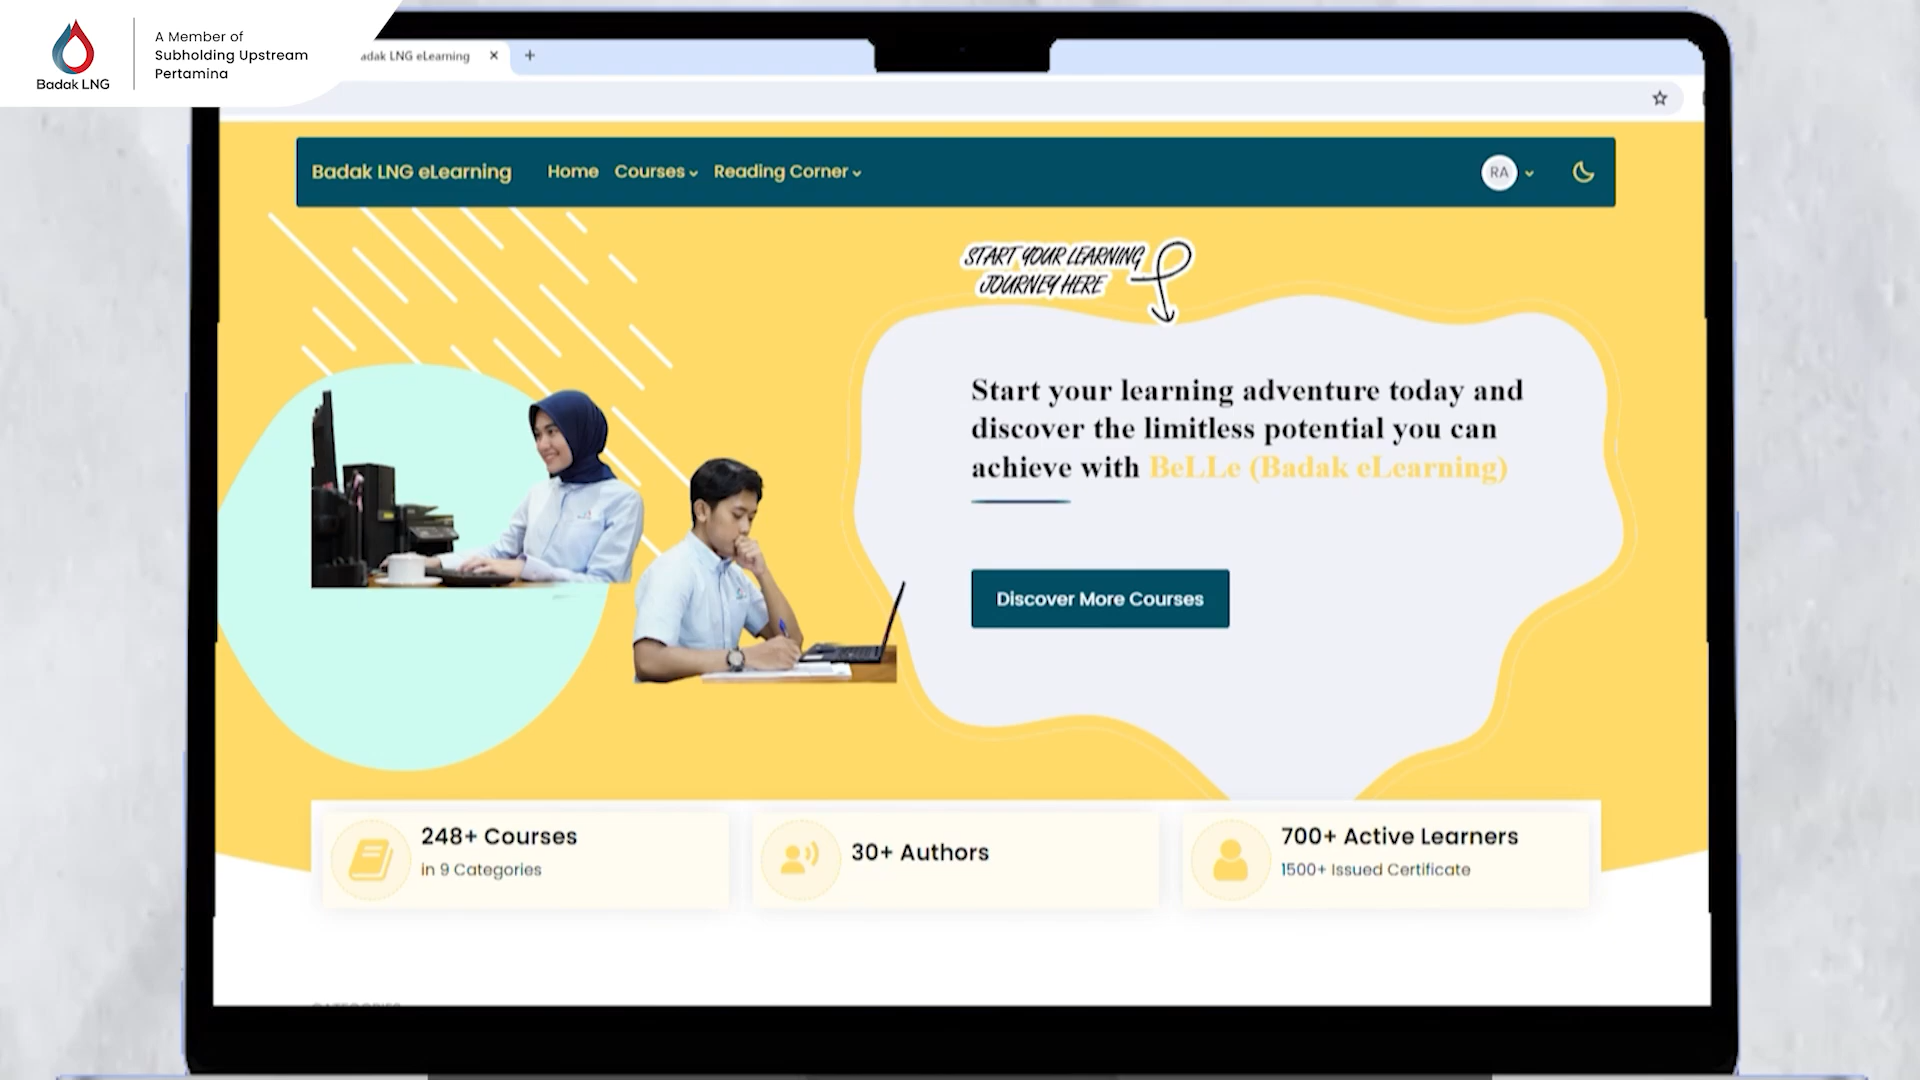 Badak LNG
A Member of
Subholding Upstream
Pertamina
adak LNG eLearning
Badak LNG eLearning
Home
Courses
Reading Corner
RA
START YOUR LEARNING
JOURNEY HERE
Start your learning adventure today and
discover the limitless potential you can
achieve with BeLLe (Badak eLearning)
Discover More Courses
248+ Courses
in 9 Categories
30+ Authors
700+ Active Learners
1500+ Issued Certificate